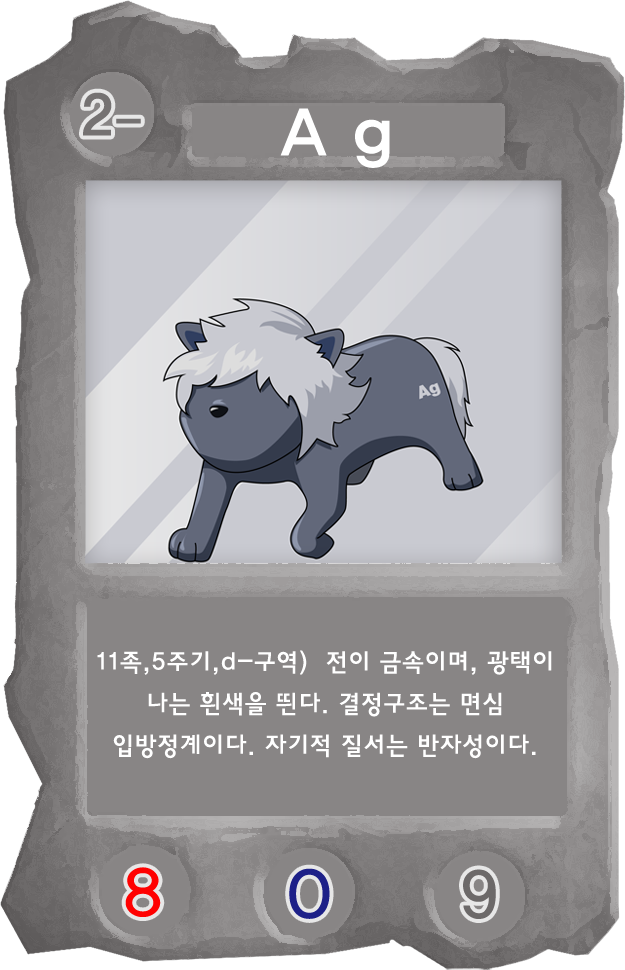 2-
Ag
Ag
11족,5주기,d-구역) 전이 금속이며, 광택이
나는 흰색을 띈다. 결정구조는 면심
입방정계이다. 자기적 질서는 반자성이다.
8 0 9